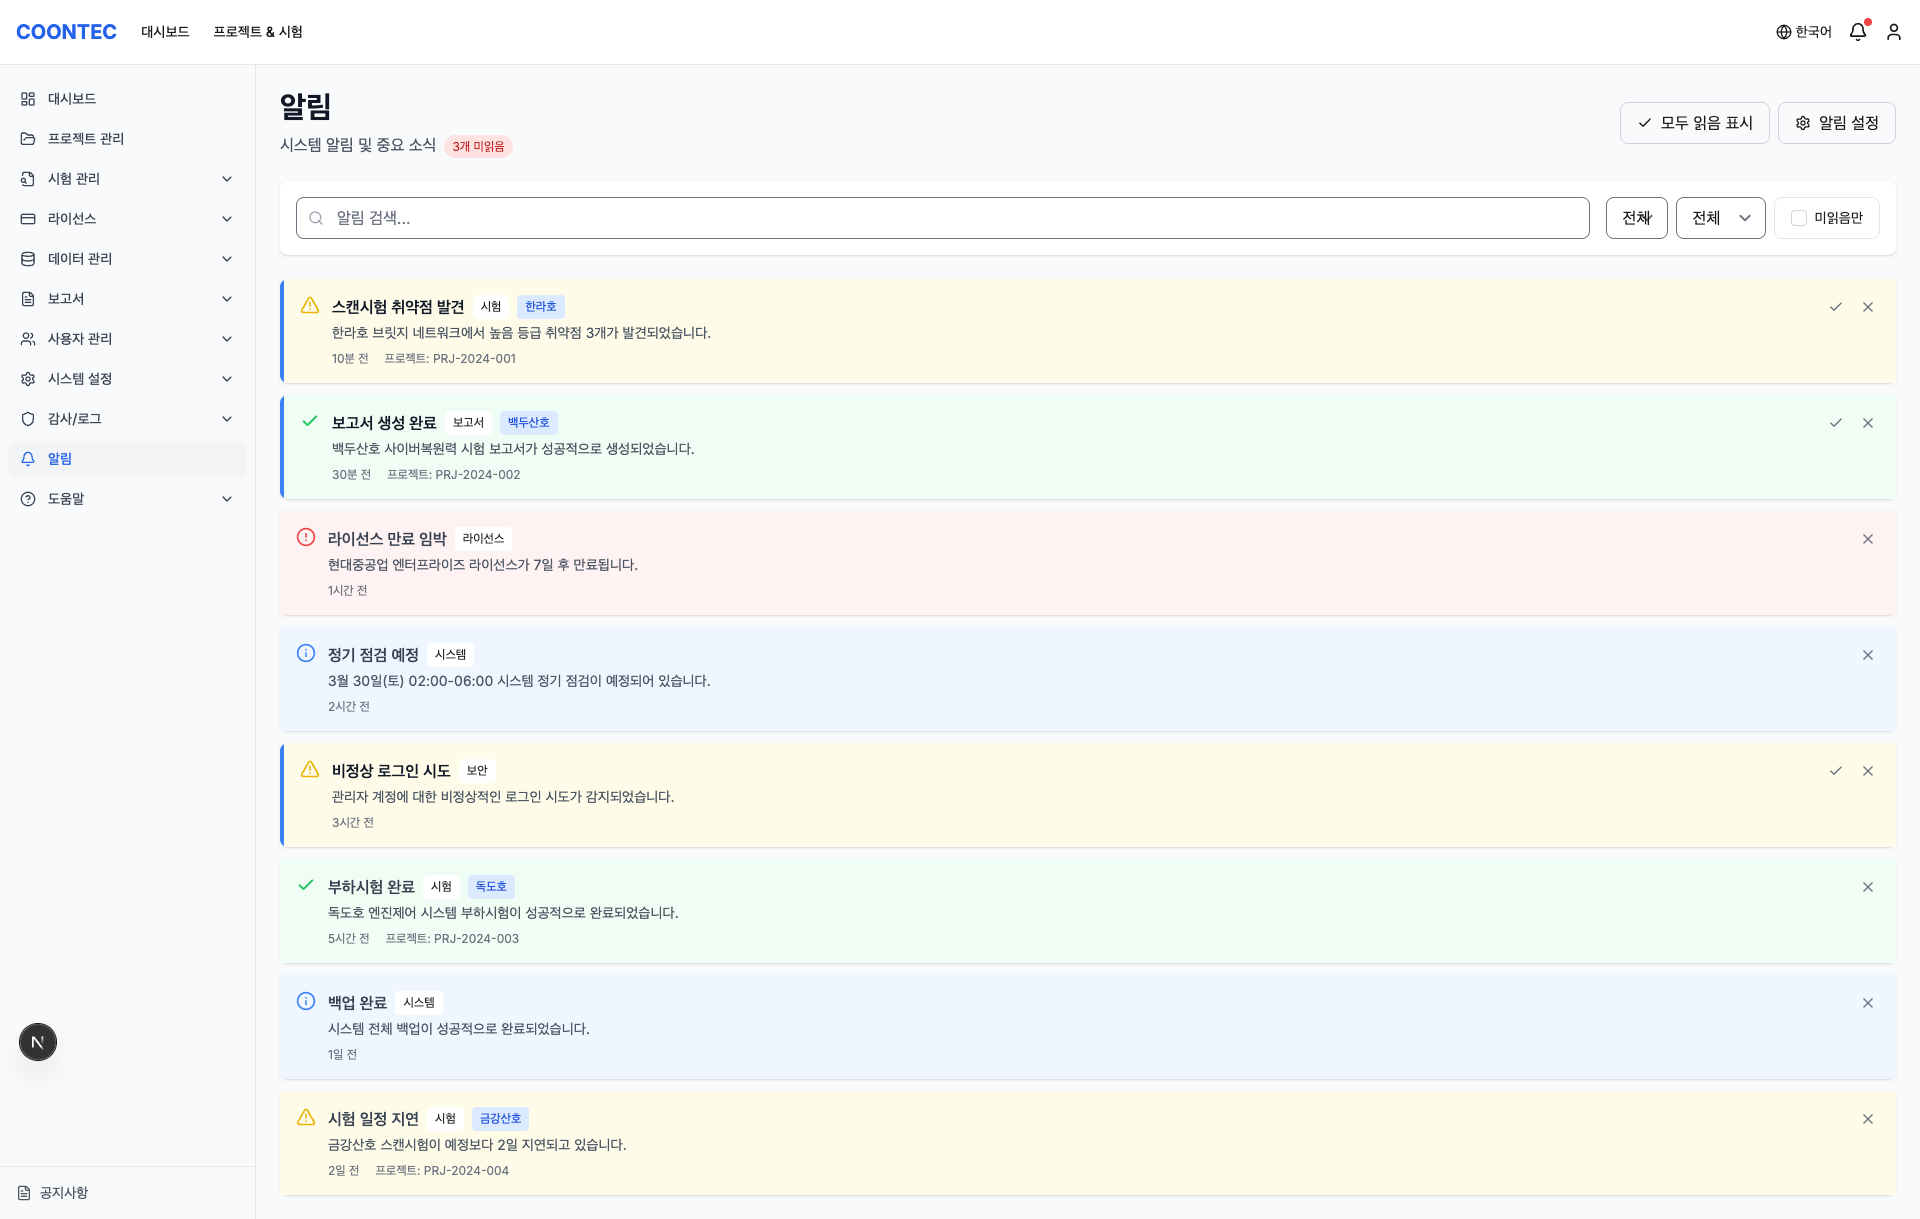 COONTEC
대시보드
프로젝트 & 시험
한국어
대시보드
프로젝트 관리
시험 관리
라이선스
데이터 관리
보고서
사용자 관리
시스템 설정
감사/로그
알림
도움말
N
공지사항
알림
시스템 알림 및 중요 소식 3개 미읽음
모두 읽음 표시
알림 설정
알림 검색...
전체
전체
미읽음만
스캔시험 취약점 발견 시험 한라호
한라호 브릿지 네트워크에서 높음 등급 취약점 3개가 발견되었습니다.
10분 전 프로젝트: PRJ-2024-001
보고서 생성 완료 보고서 백두산호
백두산호 사이버복원력 시험 보고서가 성공적으로 생성되었습니다.
30분 전 프로젝트: PRJ-2024-002
라이선스 만료 임박 라이선스
현대중공업 엔터프라이즈 라이선스가 7일 후 만료됩니다.
1시간 전
정기 점검 예정 시스템
3월 30일(토) 02:00-06:00 시스템 정기 점검이 예정되어 있습니다.
2시간 전
비정상 로그인 시도 보안
관리자 계정에 대한 비정상적인 로그인 시도가 감지되었습니다.
3시간 전
부하시험 완료 시험 독도호
독도호 엔진제어 시스템 부하시험이 성공적으로 완료되었습니다.
5시간 전 프로젝트: PRJ-2024-003
백업 완료 시스템
시스템 전체 백업이 성공적으로 완료되었습니다.
1일 전
시험 일정 지연 시험 금강산호
금강산호 스캔시험이 예정보다 2일 지연되고 있습니다.
2일 전 프로젝트: PRJ-2024-004